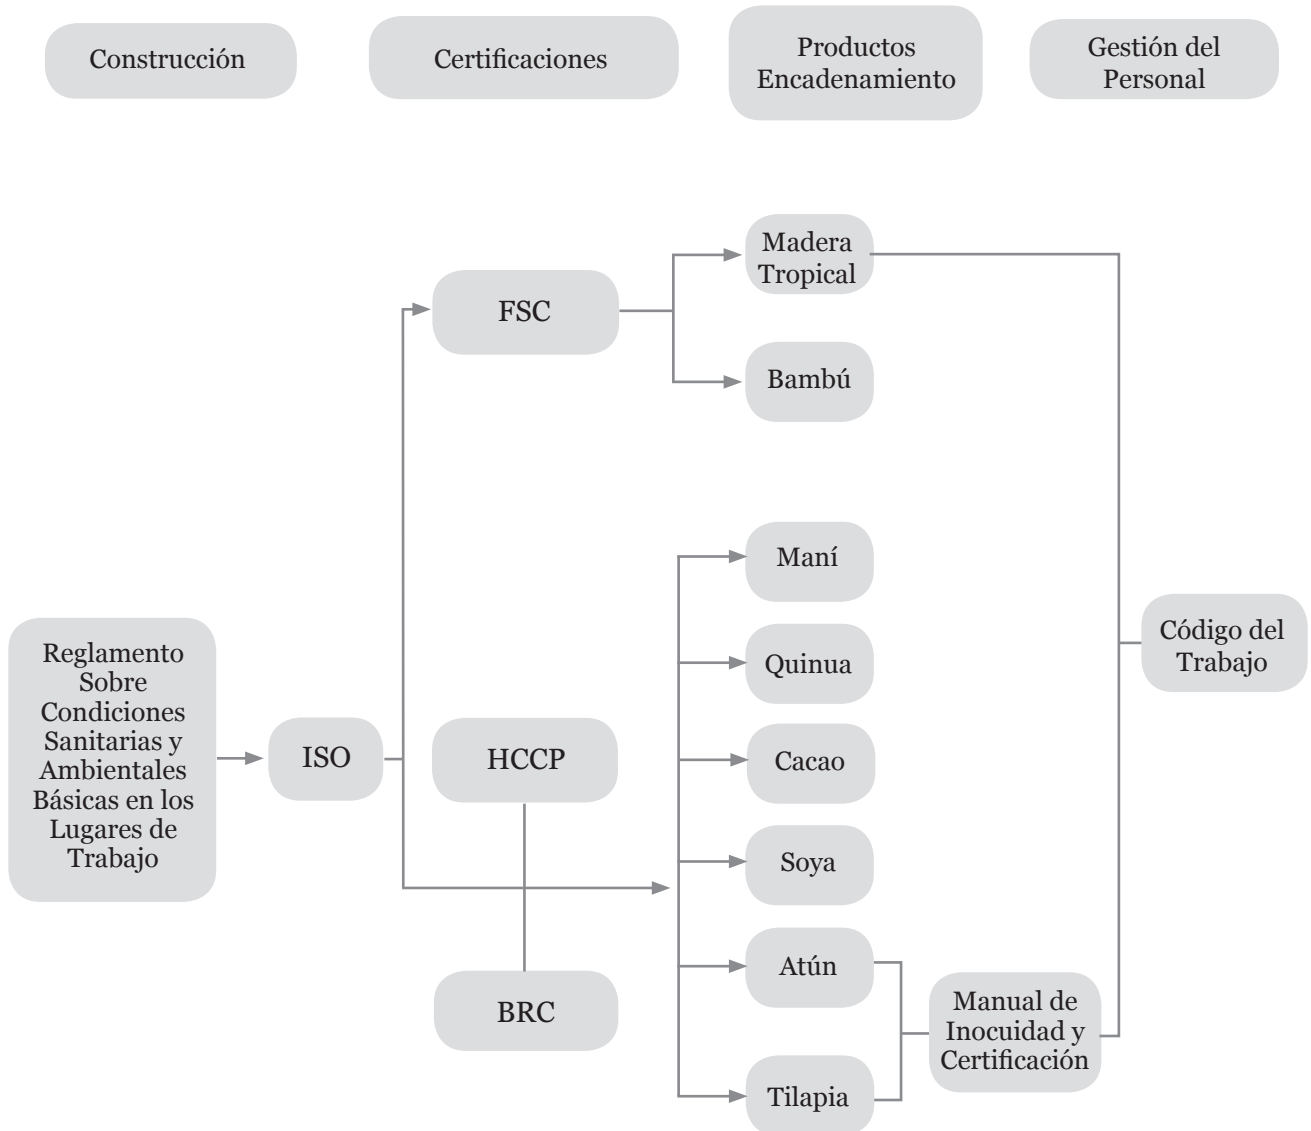 Construcción
Certificaciones
Productos
Encadenamiento
Gestión del
Personal
Madera
Tropical
FSC
Bambú
Maní
Quinua
Cacao
Soya
Atún
Tilapia
Reglamento
Sobre
Condiciones
Sanitarias y
Ambientales
Básicas en los
Lugares de
Trabajo
ISO
HCCP
BRC
Manual de
Inocuidad y
Certificación
Código del
Trabajo